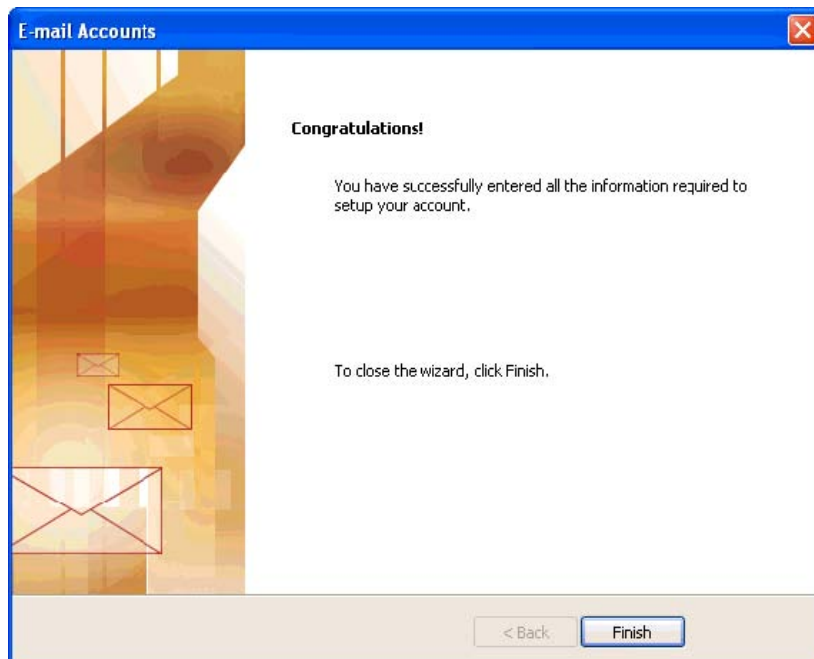 E-mail Accounts
Congratulations!
You have successfully entered all the information required to
setup your account.
To close the wizard, click Finish.
< Back
Finish